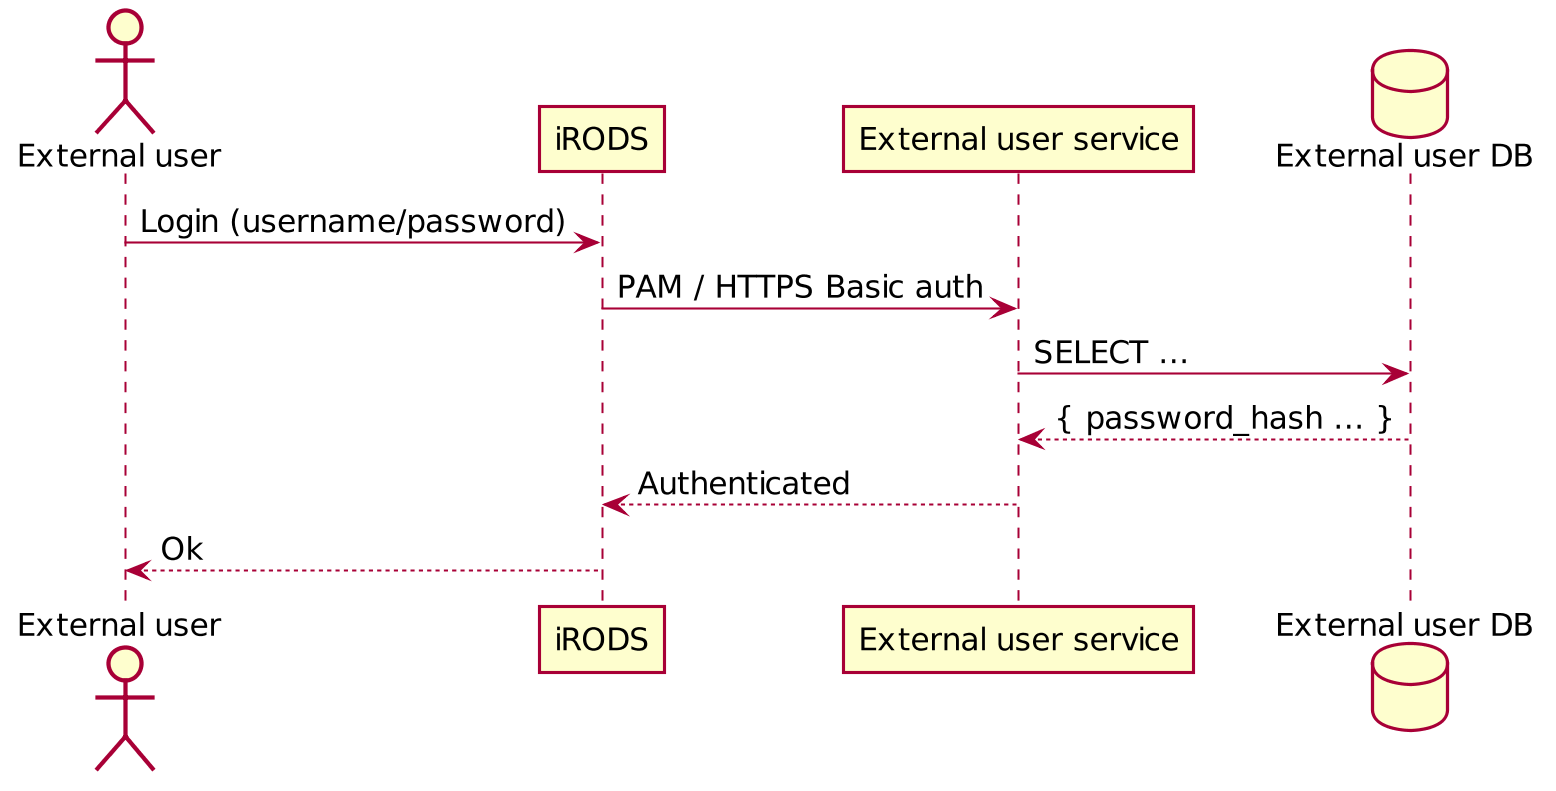 External user
iRODS
External user service
External user DB
Login (username/password)
PAM / HTTPS Basic auth
SELECT ...
{ password_hash ... }
Authenticated
Ok
External user
iRODS
External user service
External user DB